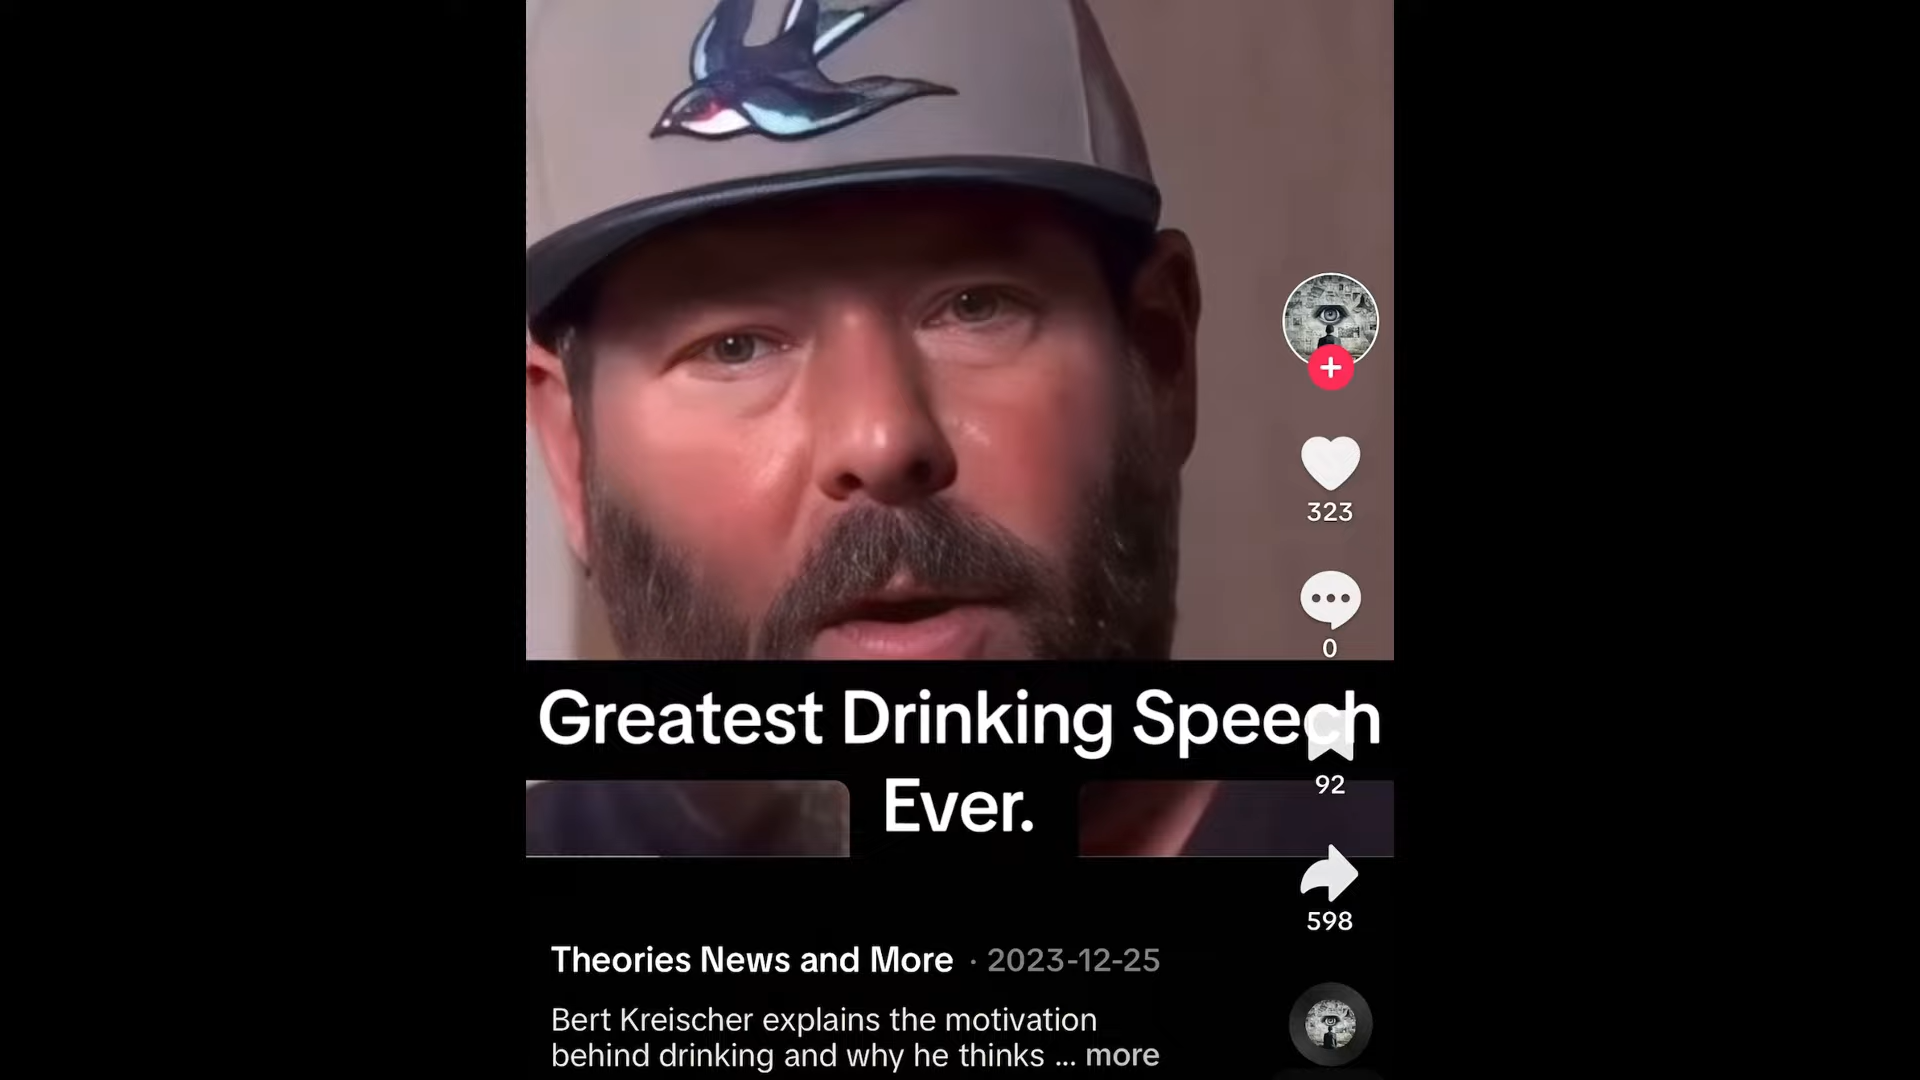 323
0
Greatest Drinking Speech
Ever.
92
598
Theories News and More · 2023-12-25
Bert Kreischer explains the motivation
behind drinking and why he thinks ... more